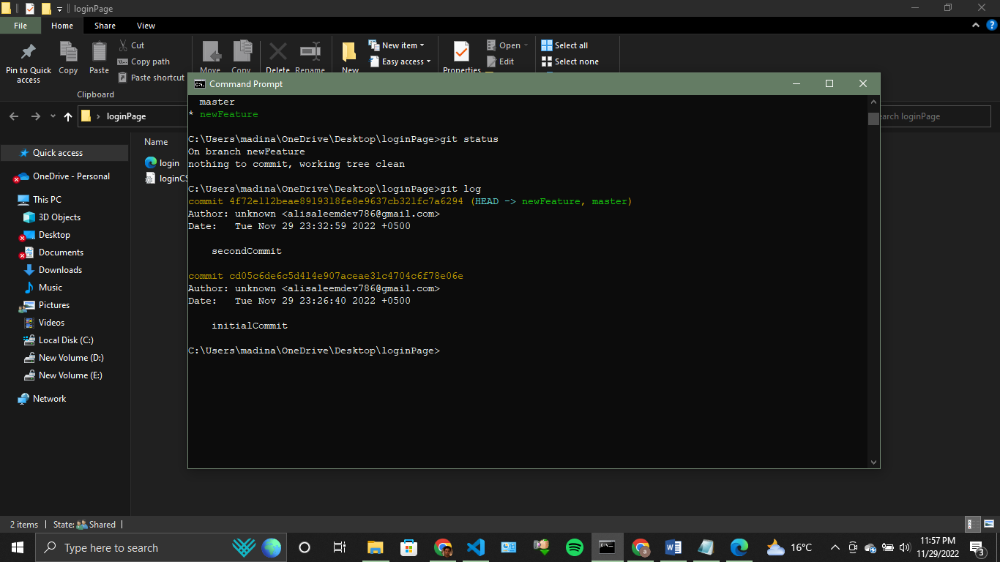 loginPage
File Home Share View
Pin to Quick access
Copy
Paste
Cut
Copy path
Paste shortcut
Clipboard
Move
Copy
Delete
Rename
New
New item
Easy access
Properties
Open
Edit
Select all
Select none
loginPage
earch loginPage
Command Prompt
master
* newFeature
C:\Users\madina\OneDrive\Desktop\loginPage>git status
On branch newFeature
nothing to commit, working tree clean
C:\Users\madina\OneDrive\Desktop\loginPage>git log
commit 4f72e112beae8919318fe8e9637cb321fc7a6294 (HEAD -> newFeature, master)
Author: unknown <alisaleemdev786@gmail.com>
Date:   Tue Nov 29 23:32:59 2022 +0500
secondCommit
commit cd05c6de6c5d414e907aceae31c4704c6f78e06e
Author: unknown <alisaleemdev786@gmail.com>
Date:   Tue Nov 29 23:26:40 2022 +0500
initialCommit
C:\Users\madina\OneDrive\Desktop\loginPage>
Name
login
loginCS
Quick access
OneDrive - Personal
This PC
3D Objects
Desktop
Documents
Downloads
Music
Pictures
Videos
Local Disk (C:)
New Volume (D:)
New Volume (E:)
Network
2 items
State: Shared
Type here to search
16°C
11:57 PM
11/29/2022
3